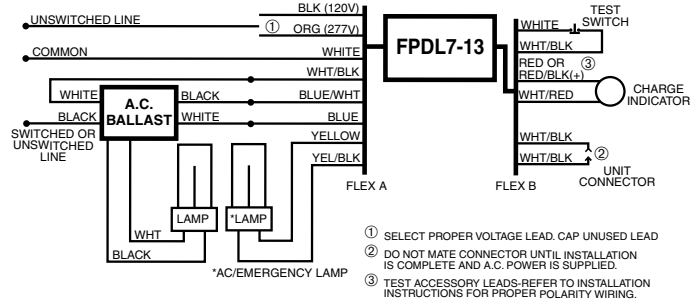 BLK (120V)
UNSWITCHED LINE
① ORG (277V)
COMMON
WHITE
WHT/BLK
WHITE
BLACK
BLUE/WHT
A.C.
BALLAST
BLACK
WHITE
BLUE
SWITCHED OR
UNSWITCHED
LINE
YELLOW
YEL/BLK
FLEX A
LAMP
*LAMP
WHT
BLACK
*AC/EMERGENCY LAMP
FPDL7-13
TEST
SWITCH
WHITE
WHT/BLK
RED OR
RED/BLK(+)
③
WHT/RED
CHARGE
INDICATOR
WHT/BLK
WHT/BLK
②
UNIT
CONNECTOR
FLEX B
① SELECT PROPER VOLTAGE LEAD. CAP UNUSED LEAD
② DO NOT MATE CONNECTOR UNTIL INSTALLATION
IS COMPLETE AND A.C. POWER IS SUPPLIED.
③ TEST ACCESSORY LEADS-REFER TO INSTALLATION
INSTRUCTIONS FOR PROPER POLARITY WIRING.